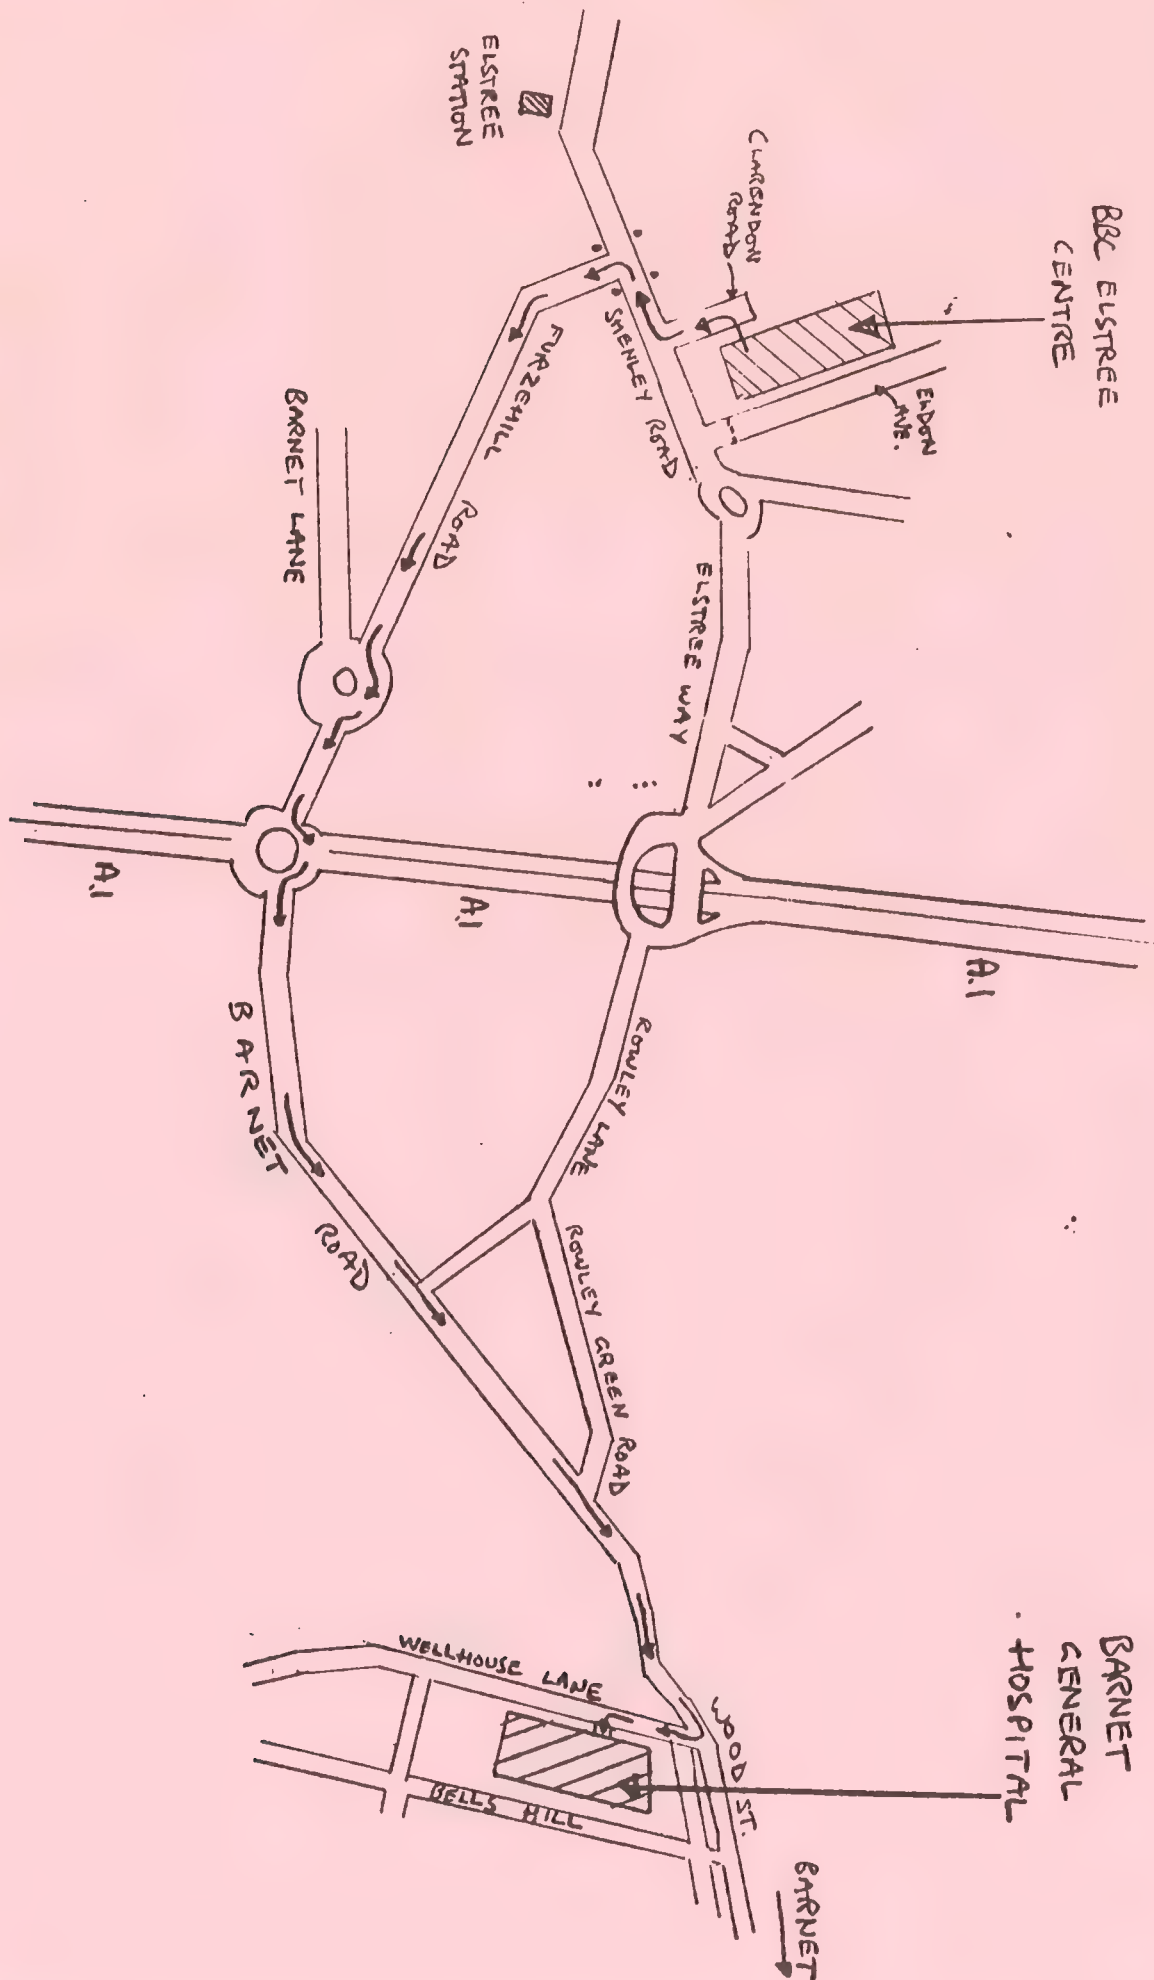 BBC ELSTREE
CENTRE
ELSTREE
STATION
CLARENDON
ROAD
ELDON
AVE.
SHENLEY ROAD
FURZEHILL
ROAD
BARNET LANE
ELSTREE WAY
A.1
A.1
A.1
ROWLEY LANE
ROWLEY GREEN ROAD
BARNET
ROAD
BARNET
GENERAL
HOSPITAL
WELLHOUSE LANE
WOOD ST.
BELLS HILL
BARNET